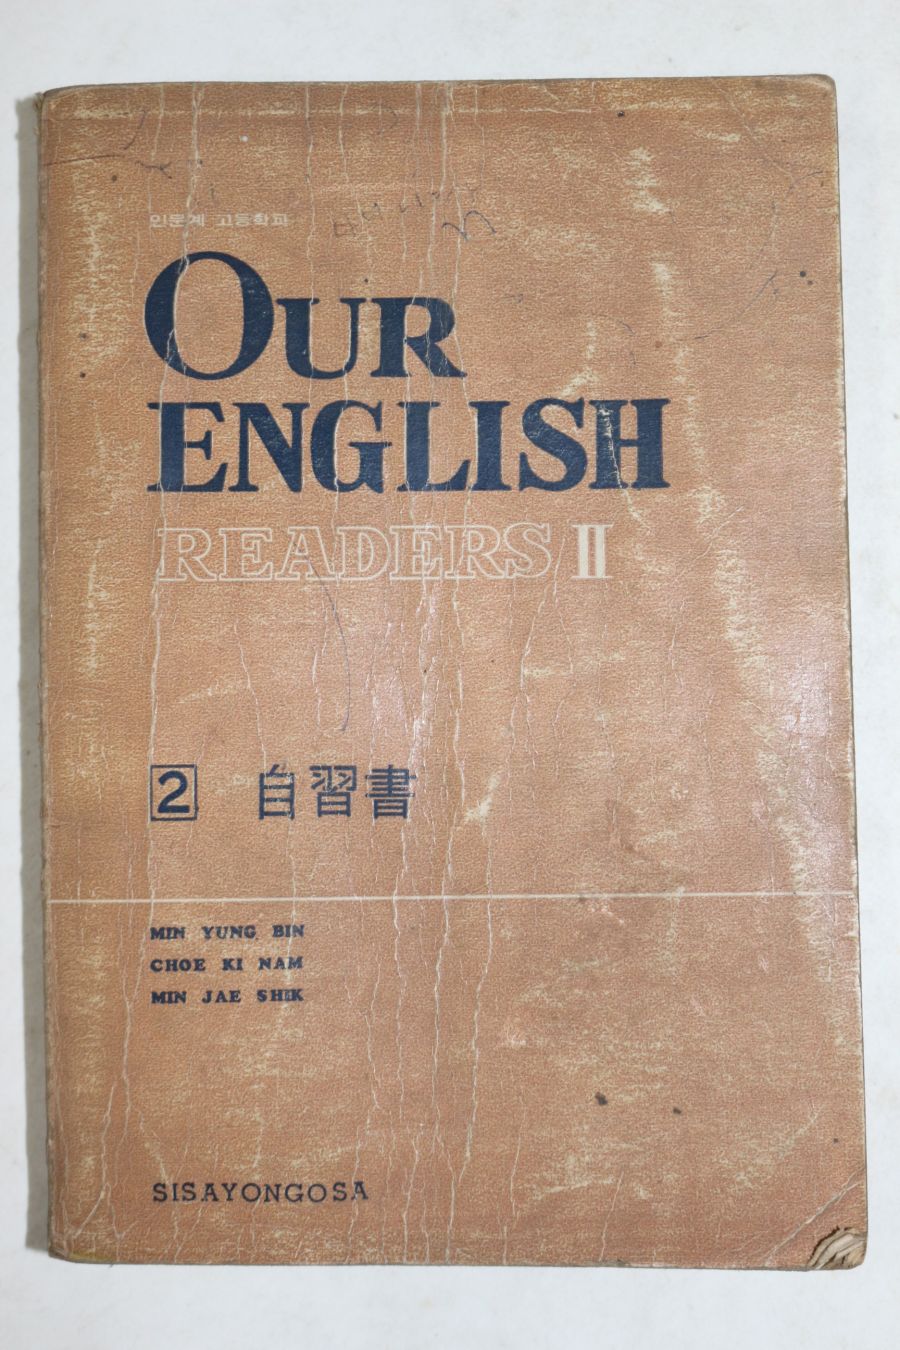 인문계 고등학교
OUR
ENGLISH
READERS II
2 自習書
MIN YUNG BIN
CHOE KI NAM
MIN JAE SHIK
SISAYONGOSA